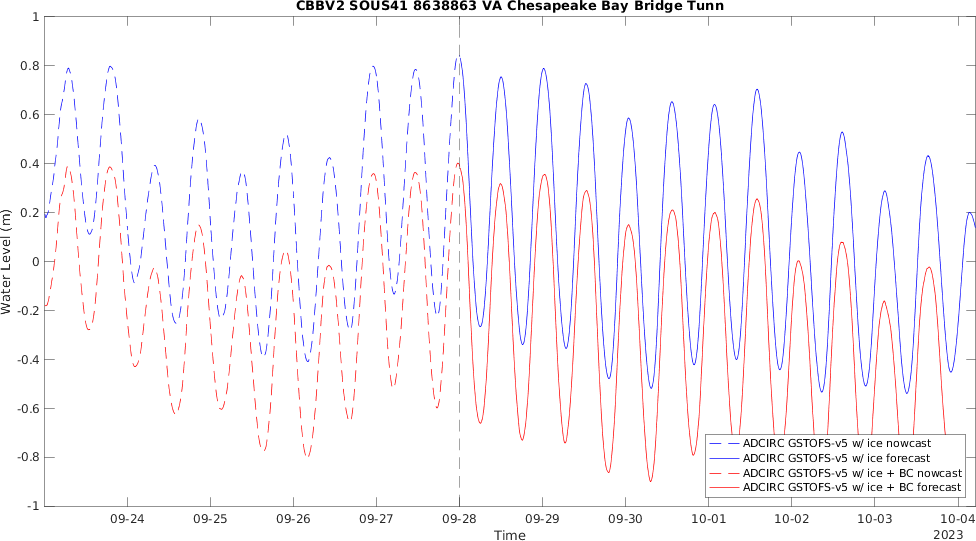 CBBV2 SOUS41 8638863 VA Chesapeake Bay Bridge Tunn
1
0.8
0.6
0.4
0.2
0
-0.2
-0.4
-0.6
-0.8
-1
Water Level (m)
ADCIRC GSTOFS-v5 w/ ice nowcast
ADCIRC GSTOFS-v5 w/ ice forecast
ADCIRC GSTOFS-v5 w/ ice + BC nowcast
ADCIRC GSTOFS-v5 w/ ice + BC forecast
09-24 09-25 09-26 09-27 09-28 09-29 09-30 10-01 10-02 10-03 10-04
Time
2023